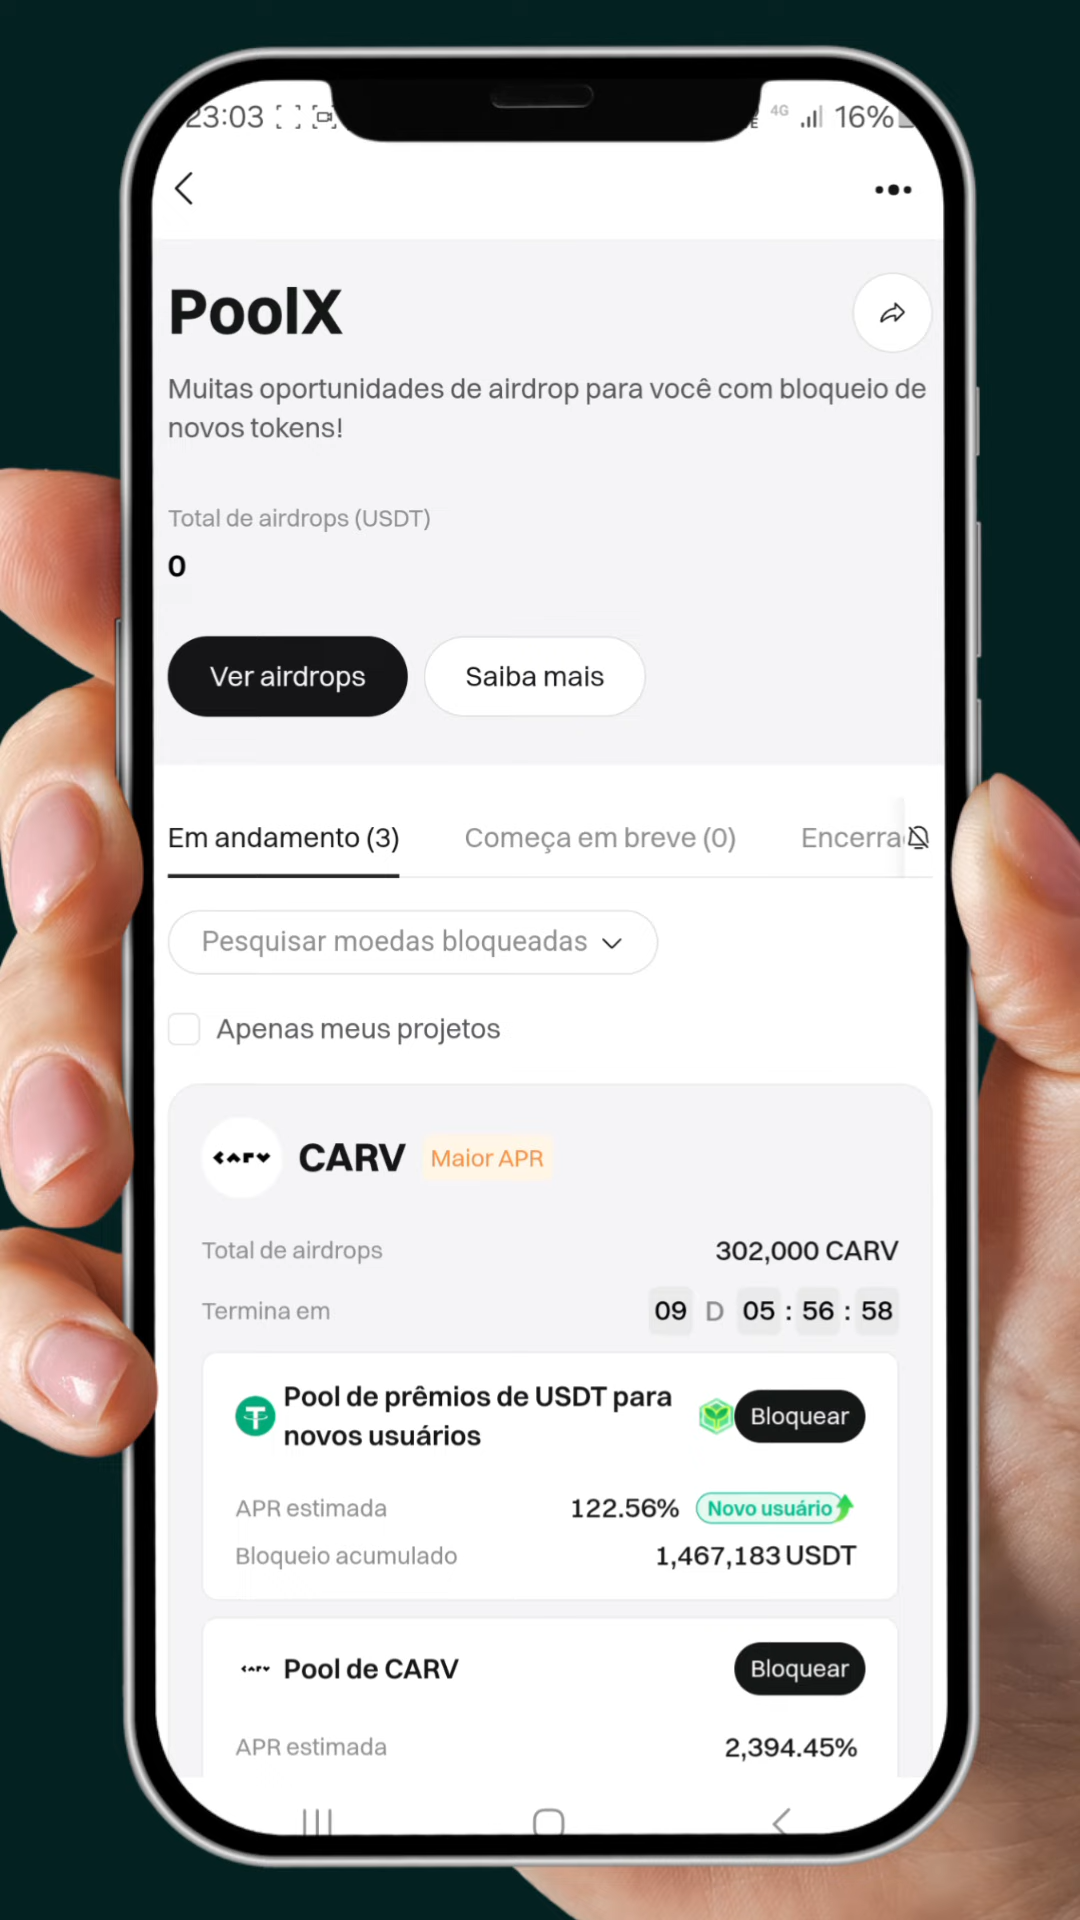 23:03
4G
16%
PoolX
Muitas oportunidades de airdrop para você com bloqueio de
novos tokens!
Total de airdrops (USDT)
0
Ver airdrops
Saiba mais
Em andamento (3)
Começa em breve (0)
Encerra
Pesquisar moedas bloqueadas
Apenas meus projetos
CARV
CARV
Maior APR
Total de airdrops
302,000 CARV
Termina em
09 D 05 : 56 : 58
Pool de prêmios de USDT para
novos usuários
Bloquear
APR estimada
122.56%
Novo usuário
Bloqueio acumulado
1,467,183 USDT
CARV
Pool de CARV
Bloquear
APR estimada
2,394.45%